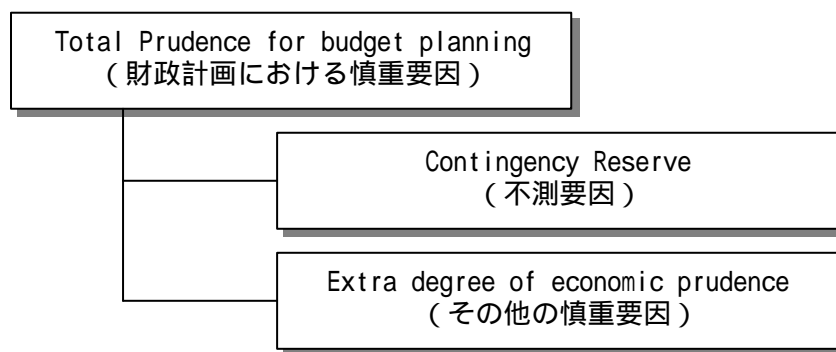 Total Prudence for budget planning
（財政計画における慎重要因）
Contingency Reserve
（不測要因）
Extra degree of economic prudence
（その他の慎重要因）